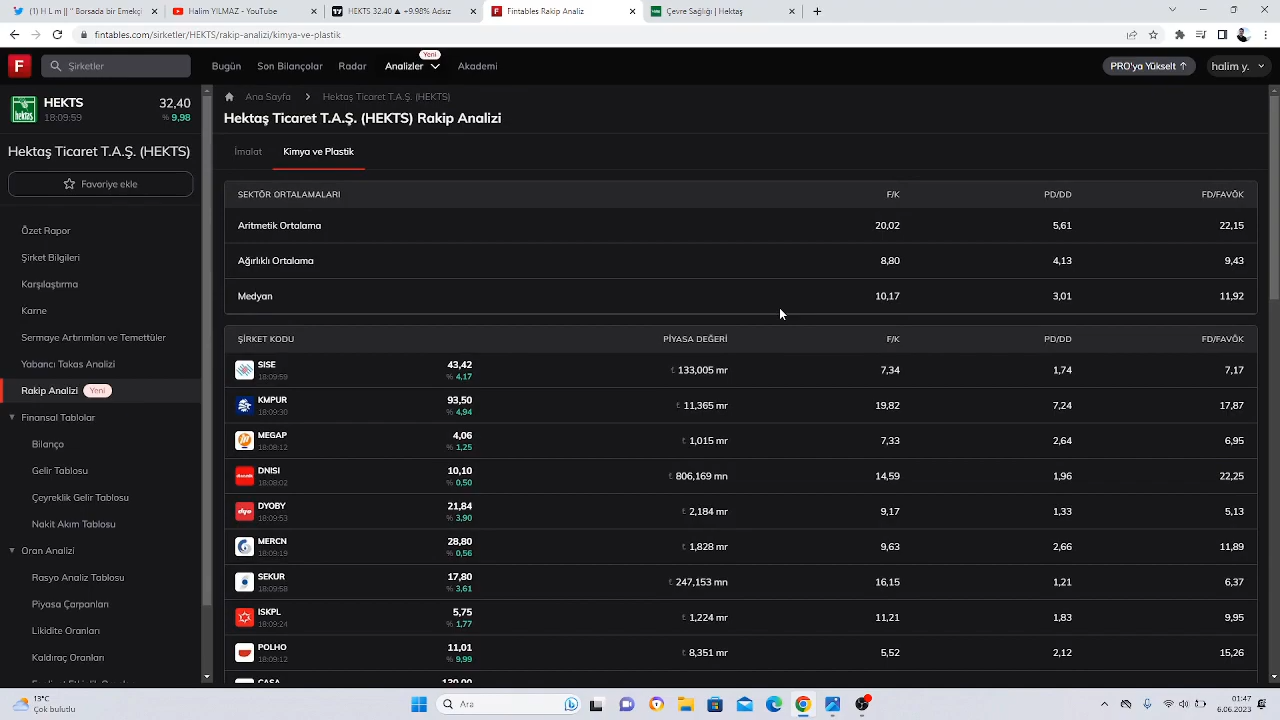 (1) H a l i m || Borsada bir Emekçi
Halim YILMAZ - YouTube
HEKTS 32.40 ▲ +9.98% Adsız
Fintables Rakip Analiz
Çevre Sağlığı | Hektaş
fintables.com/sirketler/HEKTS/rakip-analizi/kimya-ve-plastik
Şirketler
Bugün
Son Bilançolar
Radar
Analizler
Yeni
Akademi
PRO'ya Yükselt
halim y.
HEKTS
32,40
18:09:59
% 9,98
Hektaş Ticaret T.A.Ş. (HEKTS)
Favoriye ekle
Özet Rapor
Şirket Bilgileri
Karşılaştırma
Karne
Sermaye Artırımları ve Temettüler
Yabancı Takas Analizi
Rakip Analizi Yeni
Finansal Tablolar
Bilanço
Gelir Tablosu
Çeyreklik Gelir Tablosu
Nakit Akım Tablosu
Oran Analizi
Rasyo Analiz Tablosu
Piyasa Çarpanları
Likidite Oranları
Kaldıraç Oranları
Ana Sayfa > Hektaş Ticaret T.A.Ş. (HEKTS)
Hektaş Ticaret T.A.Ş. (HEKTS) Rakip Analizi
İmalat Kimya ve Plastik
SEKTÖR ORTALAMALARI F/K PD/DD FD/FAVÖK
Aritmetik Ortalama 20,02 5,61 22,15
Ağırlıklı Ortalama 8,80 4,13 9,43
Medyan 10,17 3,01 11,92
ŞİRKET KODU PİYASA DEĞERİ F/K PD/DD FD/FAVÖK
SISE 43,42 ₺ 133,005 mr 7,34 1,74 7,17
18:09:59 % 4,17
KMPUR 93,50 ₺ 11,365 mr 19,82 7,24 17,87
18:09:30 % 4,94
MEGAP 4,06 ₺ 1,015 mr 7,33 2,64 6,95
18:08:12 % 1,25
DNISI 10,10 ₺ 806,169 mn 14,59 1,96 22,25
18:08:02 % 0,50
DYOBY 21,84 ₺ 2,184 mr 9,17 1,33 5,13
18:09:53 % 3,90
MERCN 28,80 ₺ 1,828 mr 9,63 2,66 11,89
18:09:19 % 0,56
SEKUR 17,80 ₺ 247,153 mn 16,15 1,21 6,37
18:09:58 % 3,61
ISKPL 5,75 ₺ 1,224 mr 11,21 1,83 9,95
18:09:24 % 1,77
POLHO 11,01 ₺ 8,351 mr 5,52 2,12 15,26
18:09:12 % 9,99
13°C
Çok bulutlu
Ara
01:47
6.06.2023